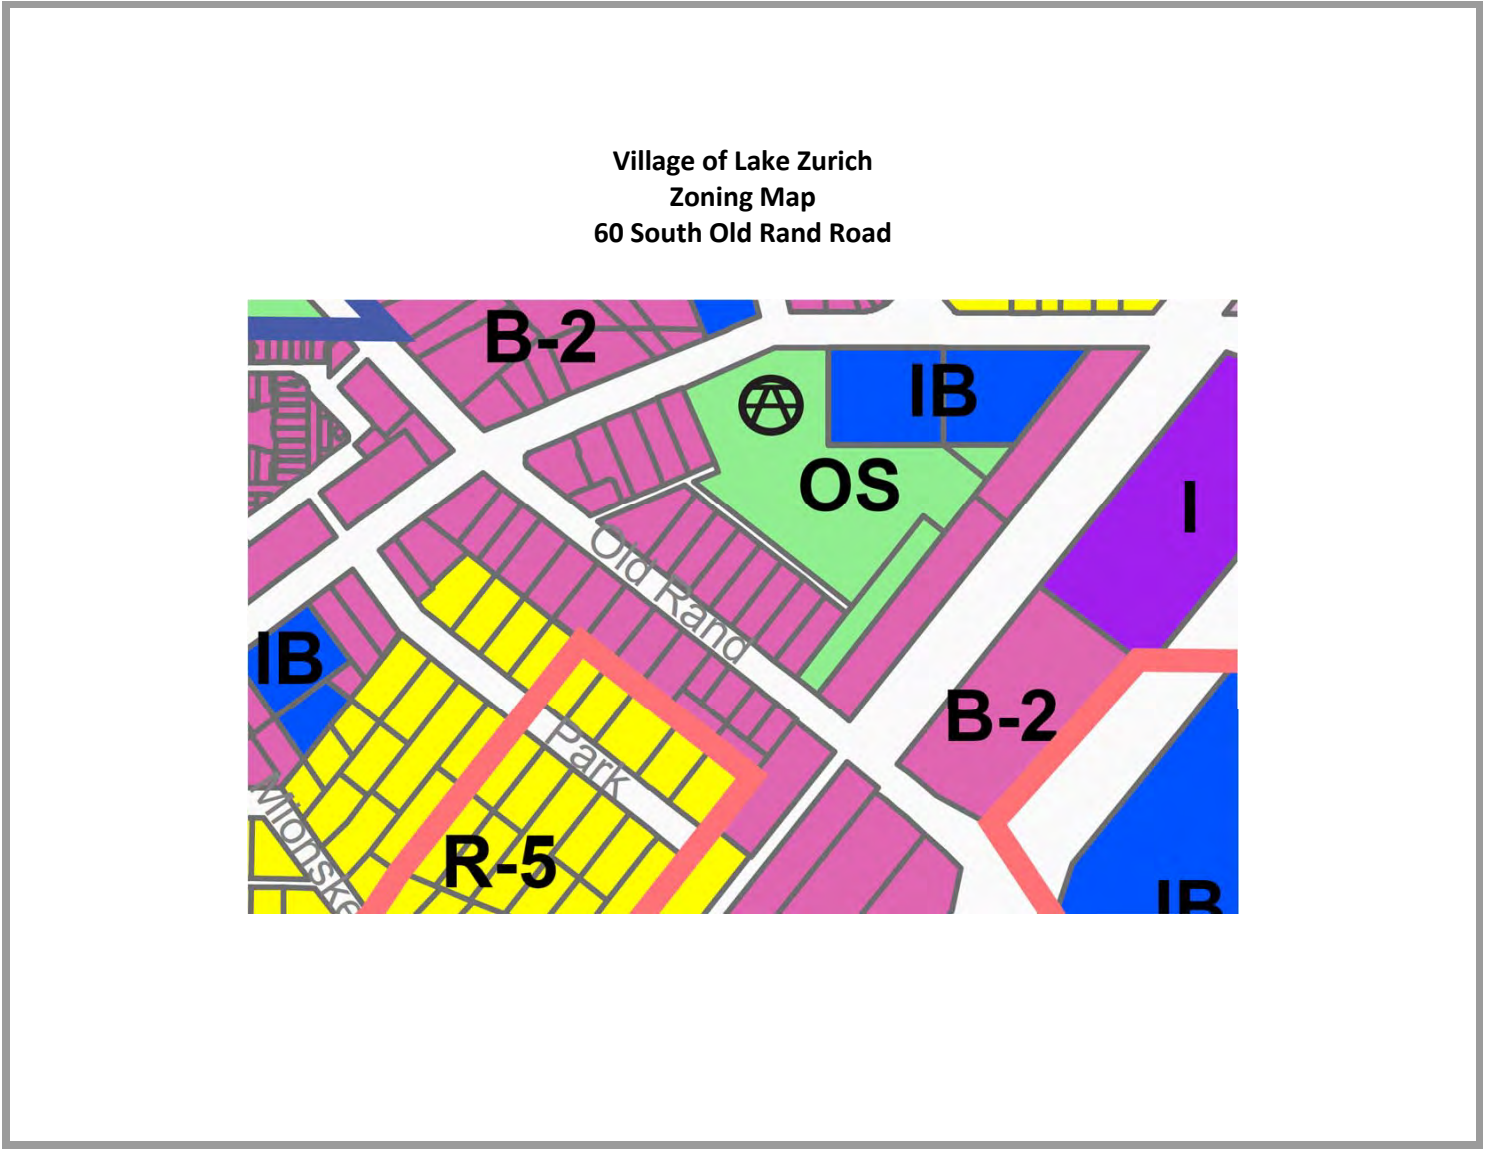 Village of Lake Zurich
Zoning Map
60 South Old Rand Road
B-2
IB
OS
I
Old Rand
IB
B-2
Park
R-5
IB